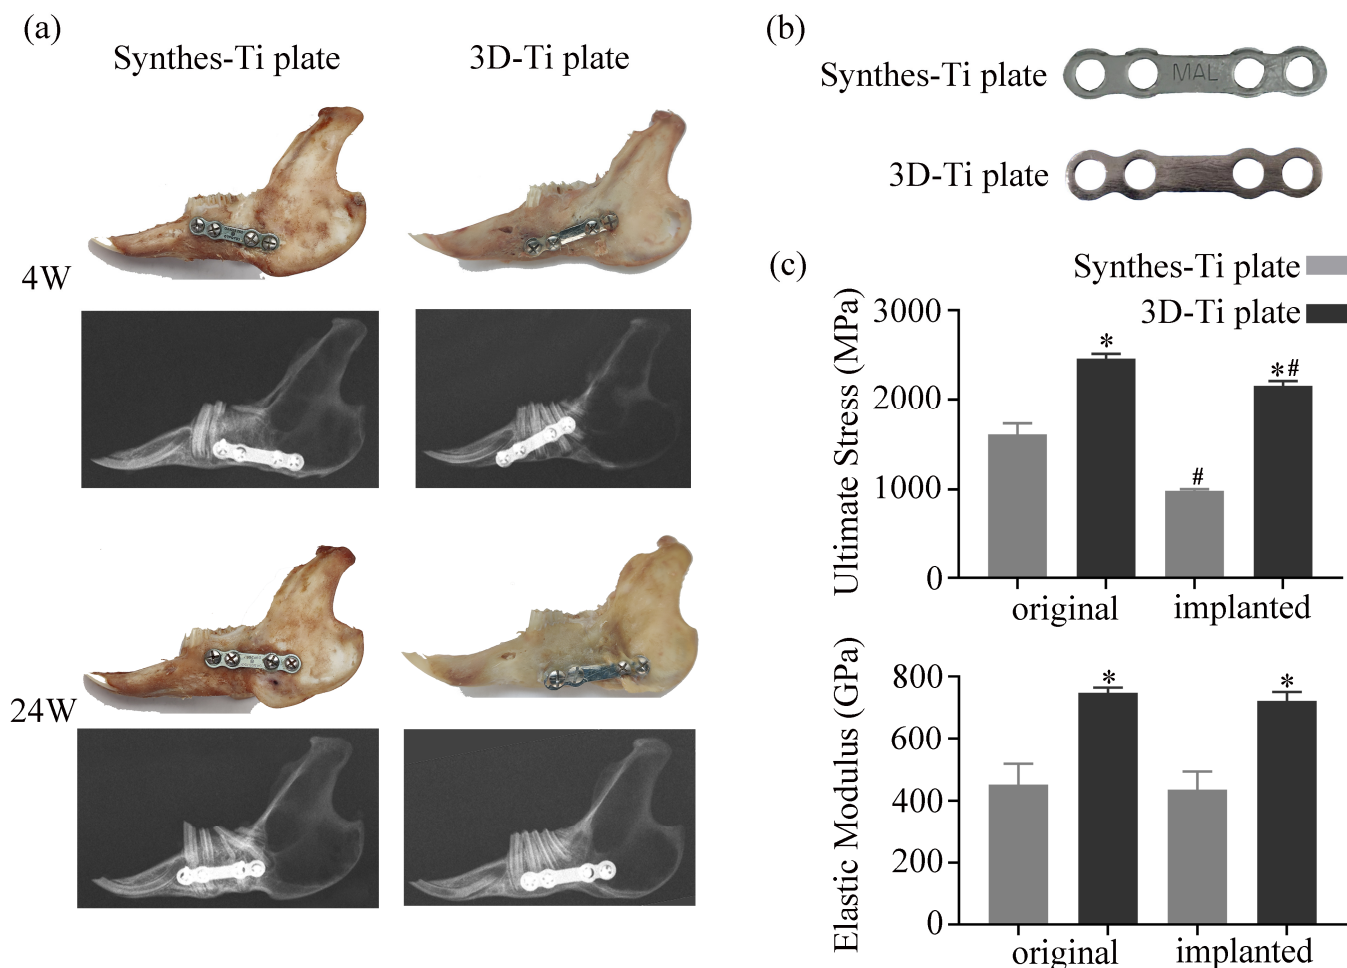 (a)
Synthes-Ti plate 3D-Ti plate
4W
24W
(b)
Synthes-Ti plate
MAL
3D-Ti plate
(c)
Synthes-Ti plate
3D-Ti plate
Ultimate Stress (MPa)
3000
2000
1000
0
*
#
*#
original implanted
Elastic Modulus (GPa)
800
600
400
200
0
*
*
original implanted